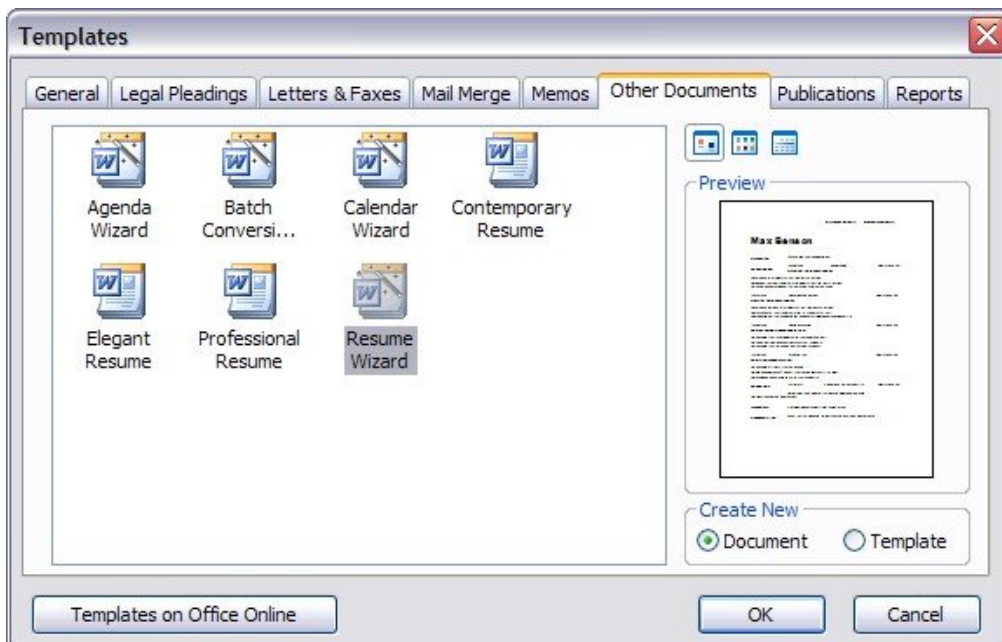 Templates
General Legal Pleadings Letters & Faxes Mail Merge Memos Other Documents Publications Reports
Agenda Wizard
Batch Conversi...
Calendar Wizard
Contemporary Resume
Elegant Resume
Professional Resume
Resume Wizard
Preview
Max Benson
Create New
Document Template
Templates on Office Online OK Cancel